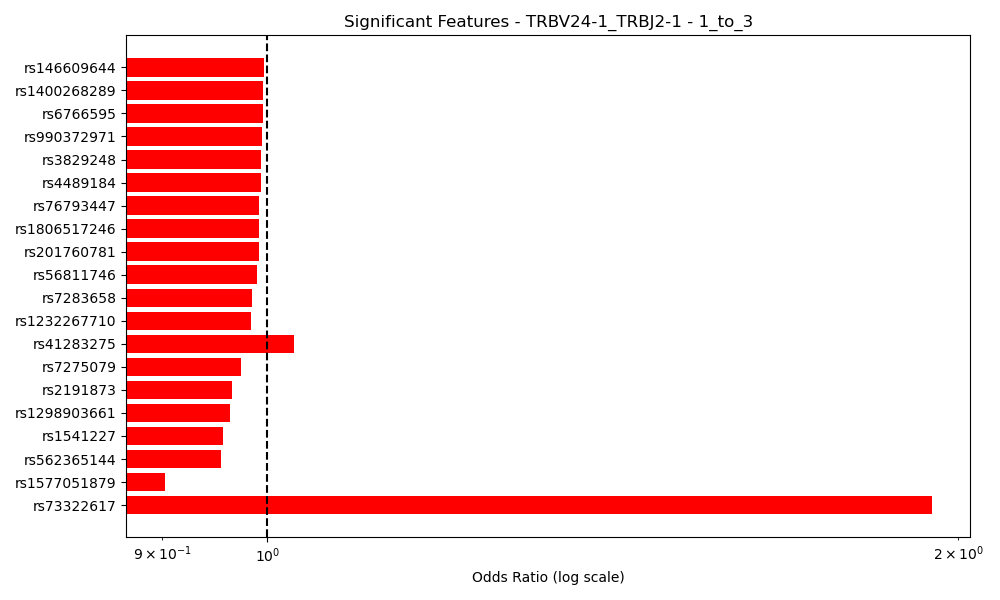 Significant Features - TRBV24-1_TRBJ2-1 - 1_to_3
rs146609644
rs1400268289
rs6766595
rs990372971
rs3829248
rs4489184
rs76793447
rs1806517246
rs201760781
rs56811746
rs7283658
rs1232267710
rs41283275
rs7275079
rs2191873
rs1298903661
rs1541227
rs562365144
rs1577051879
rs73322617
9 × 10⁻¹ 10⁰ 2 × 10⁰
Odds Ratio (log scale)